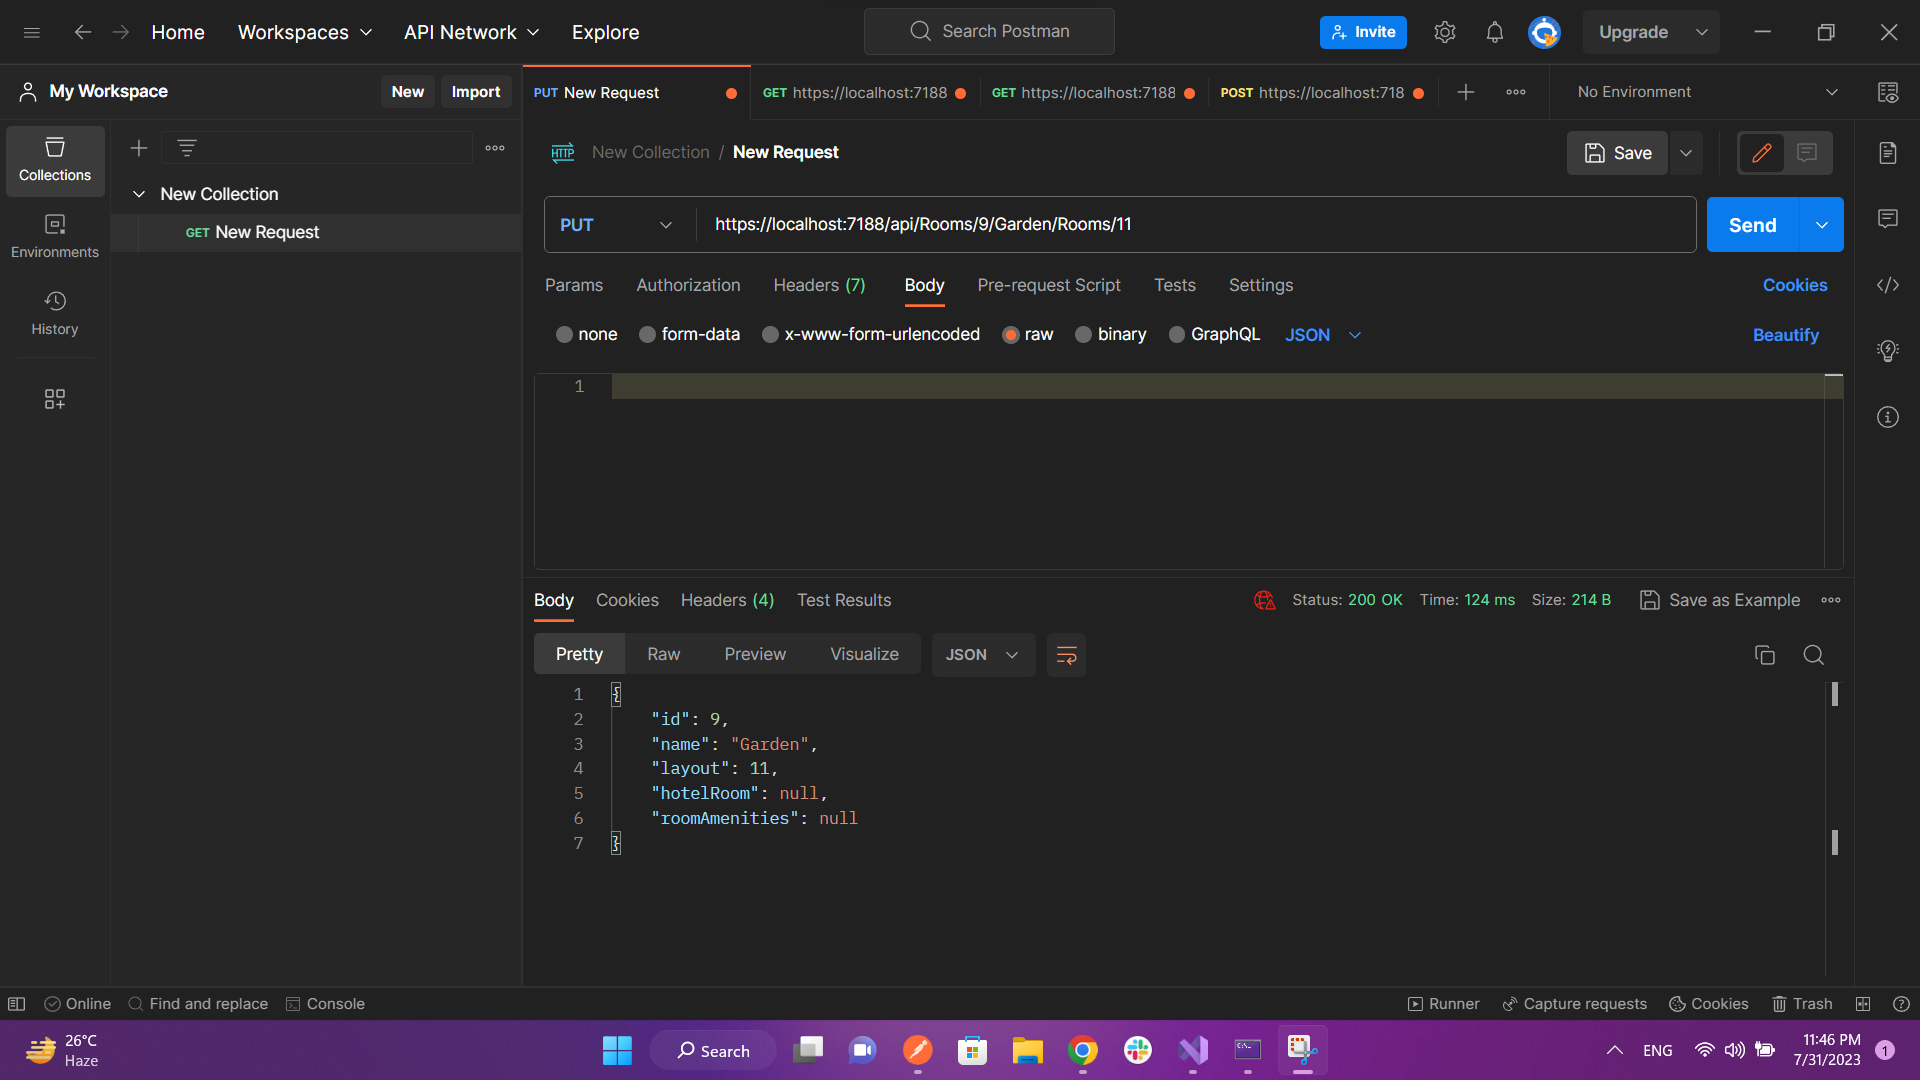 Home
Workspaces
API Network
Explore
Search Postman
Invite
Upgrade
My Workspace
New
Import
PUT New Request
GET https://localhost:7188
GET https://localhost:7188
POST https://localhost:718
No Environment
Collections
Environments
History
New Collection
GET New Request
HTTP
New Collection / New Request
Save
PUT
https://localhost:7188/api/Rooms/9/Garden/Rooms/11
Send
Params
Authorization
Headers (7)
Body
Pre-request Script
Tests
Settings
Cookies
none
form-data
x-www-form-urlencoded
raw
binary
GraphQL
JSON
Beautify
1
Body
Cookies
Headers (4)
Test Results
Status: 200 OK
Time: 124 ms
Size: 214 B
Save as Example
Pretty
Raw
Preview
Visualize
JSON
1 {
2 "id": 9,
3 "name": "Garden",
4 "layout": 11,
5 "hotelRoom": null,
6 "roomAmenities": null
7 }
Online
Find and replace
Console
Runner
Capture requests
Cookies
Trash
26°C
Haze
Search
ENG
11:46 PM
7/31/2023
1